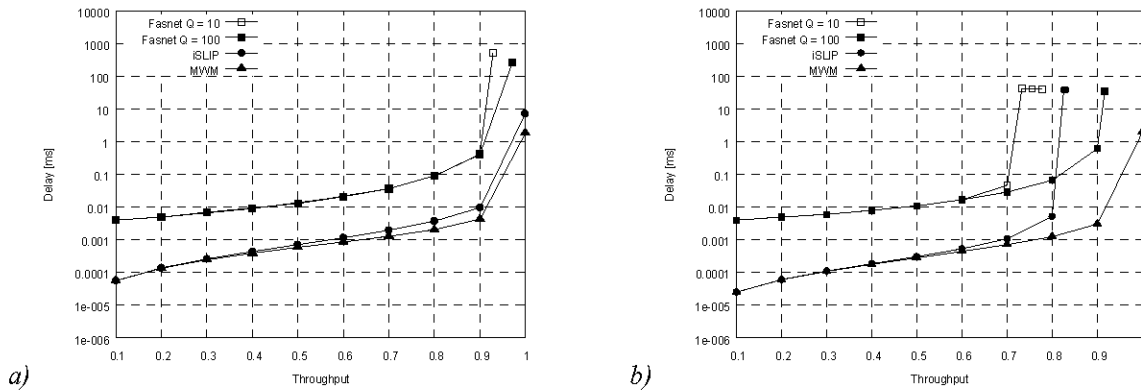 Fasnet Q = 10
Fasnet Q = 100
iSLIP
MWM
10000
1000
100
10
1
0.1
0.01
0.001
0.0001
1e-005
1e-006
Delay [ms]
0.1 0.2 0.3 0.4 0.5 0.6 0.7 0.8 0.9 1
Throughput
a)
Fasnet Q = 10
Fasnet Q = 100
iSLIP
MWM
10000
1000
100
10
1
0.1
0.01
0.001
0.0001
1e-005
1e-006
Delay [ms]
0.1 0.2 0.3 0.4 0.5 0.6 0.7 0.8 0.9
Throughput
b)